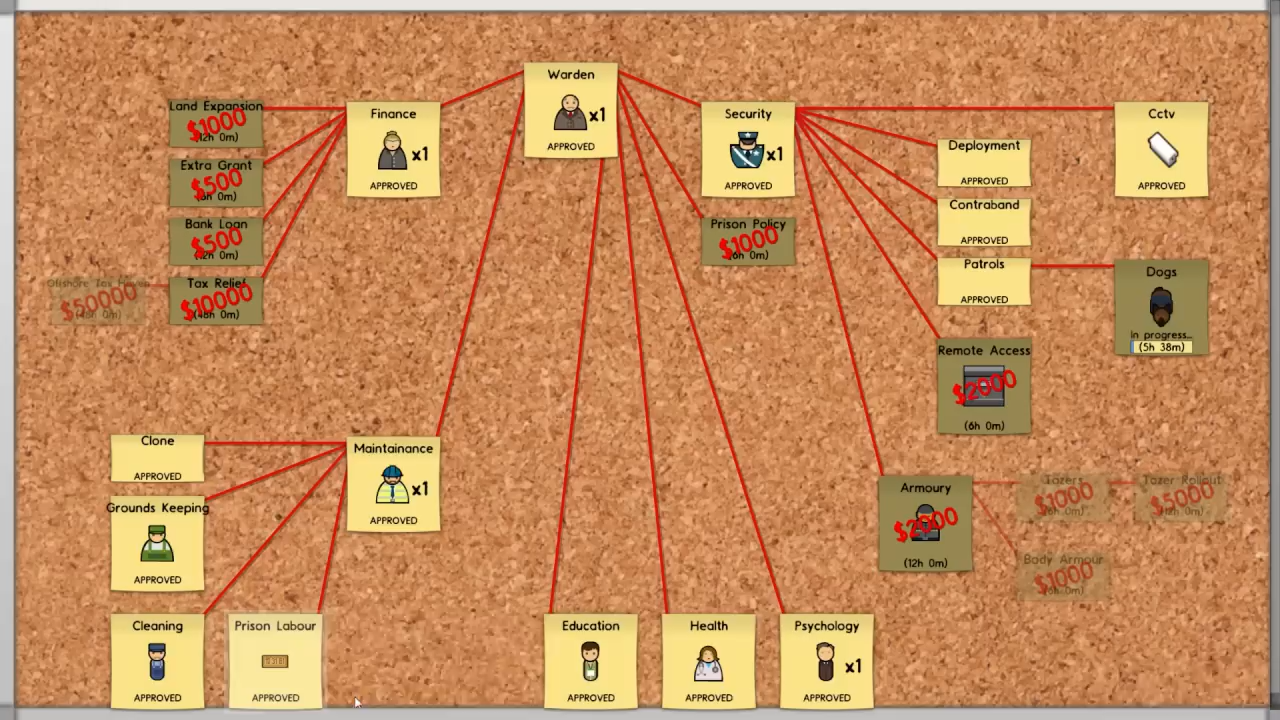 Warden
x1
APPROVED
Finance
x1
APPROVED
Land Expansion
$1000
(12h 0m)
Extra Grant
$500
Bank Loan
$500
Tax Relief
$10000
Offshore Tax Haven
$50000
Security
x1
APPROVED
Prison Policy
$1000
Cctv
APPROVED
Deployment
APPROVED
Contraband
APPROVED
Patrols
APPROVED
Dogs
In progress...
(5h 38m)
Remote Access
$2000
(6h 0m)
Armoury
$2000
(12h 0m)
Tazers
$1000
Tazer Rollout
$5000
Body Armour
$1000
Maintainance
x1
APPROVED
Clone
APPROVED
Grounds Keeping
APPROVED
Cleaning
APPROVED
Prison Labour
APPROVED
Education
APPROVED
Health
APPROVED
Psychology
x1
APPROVED